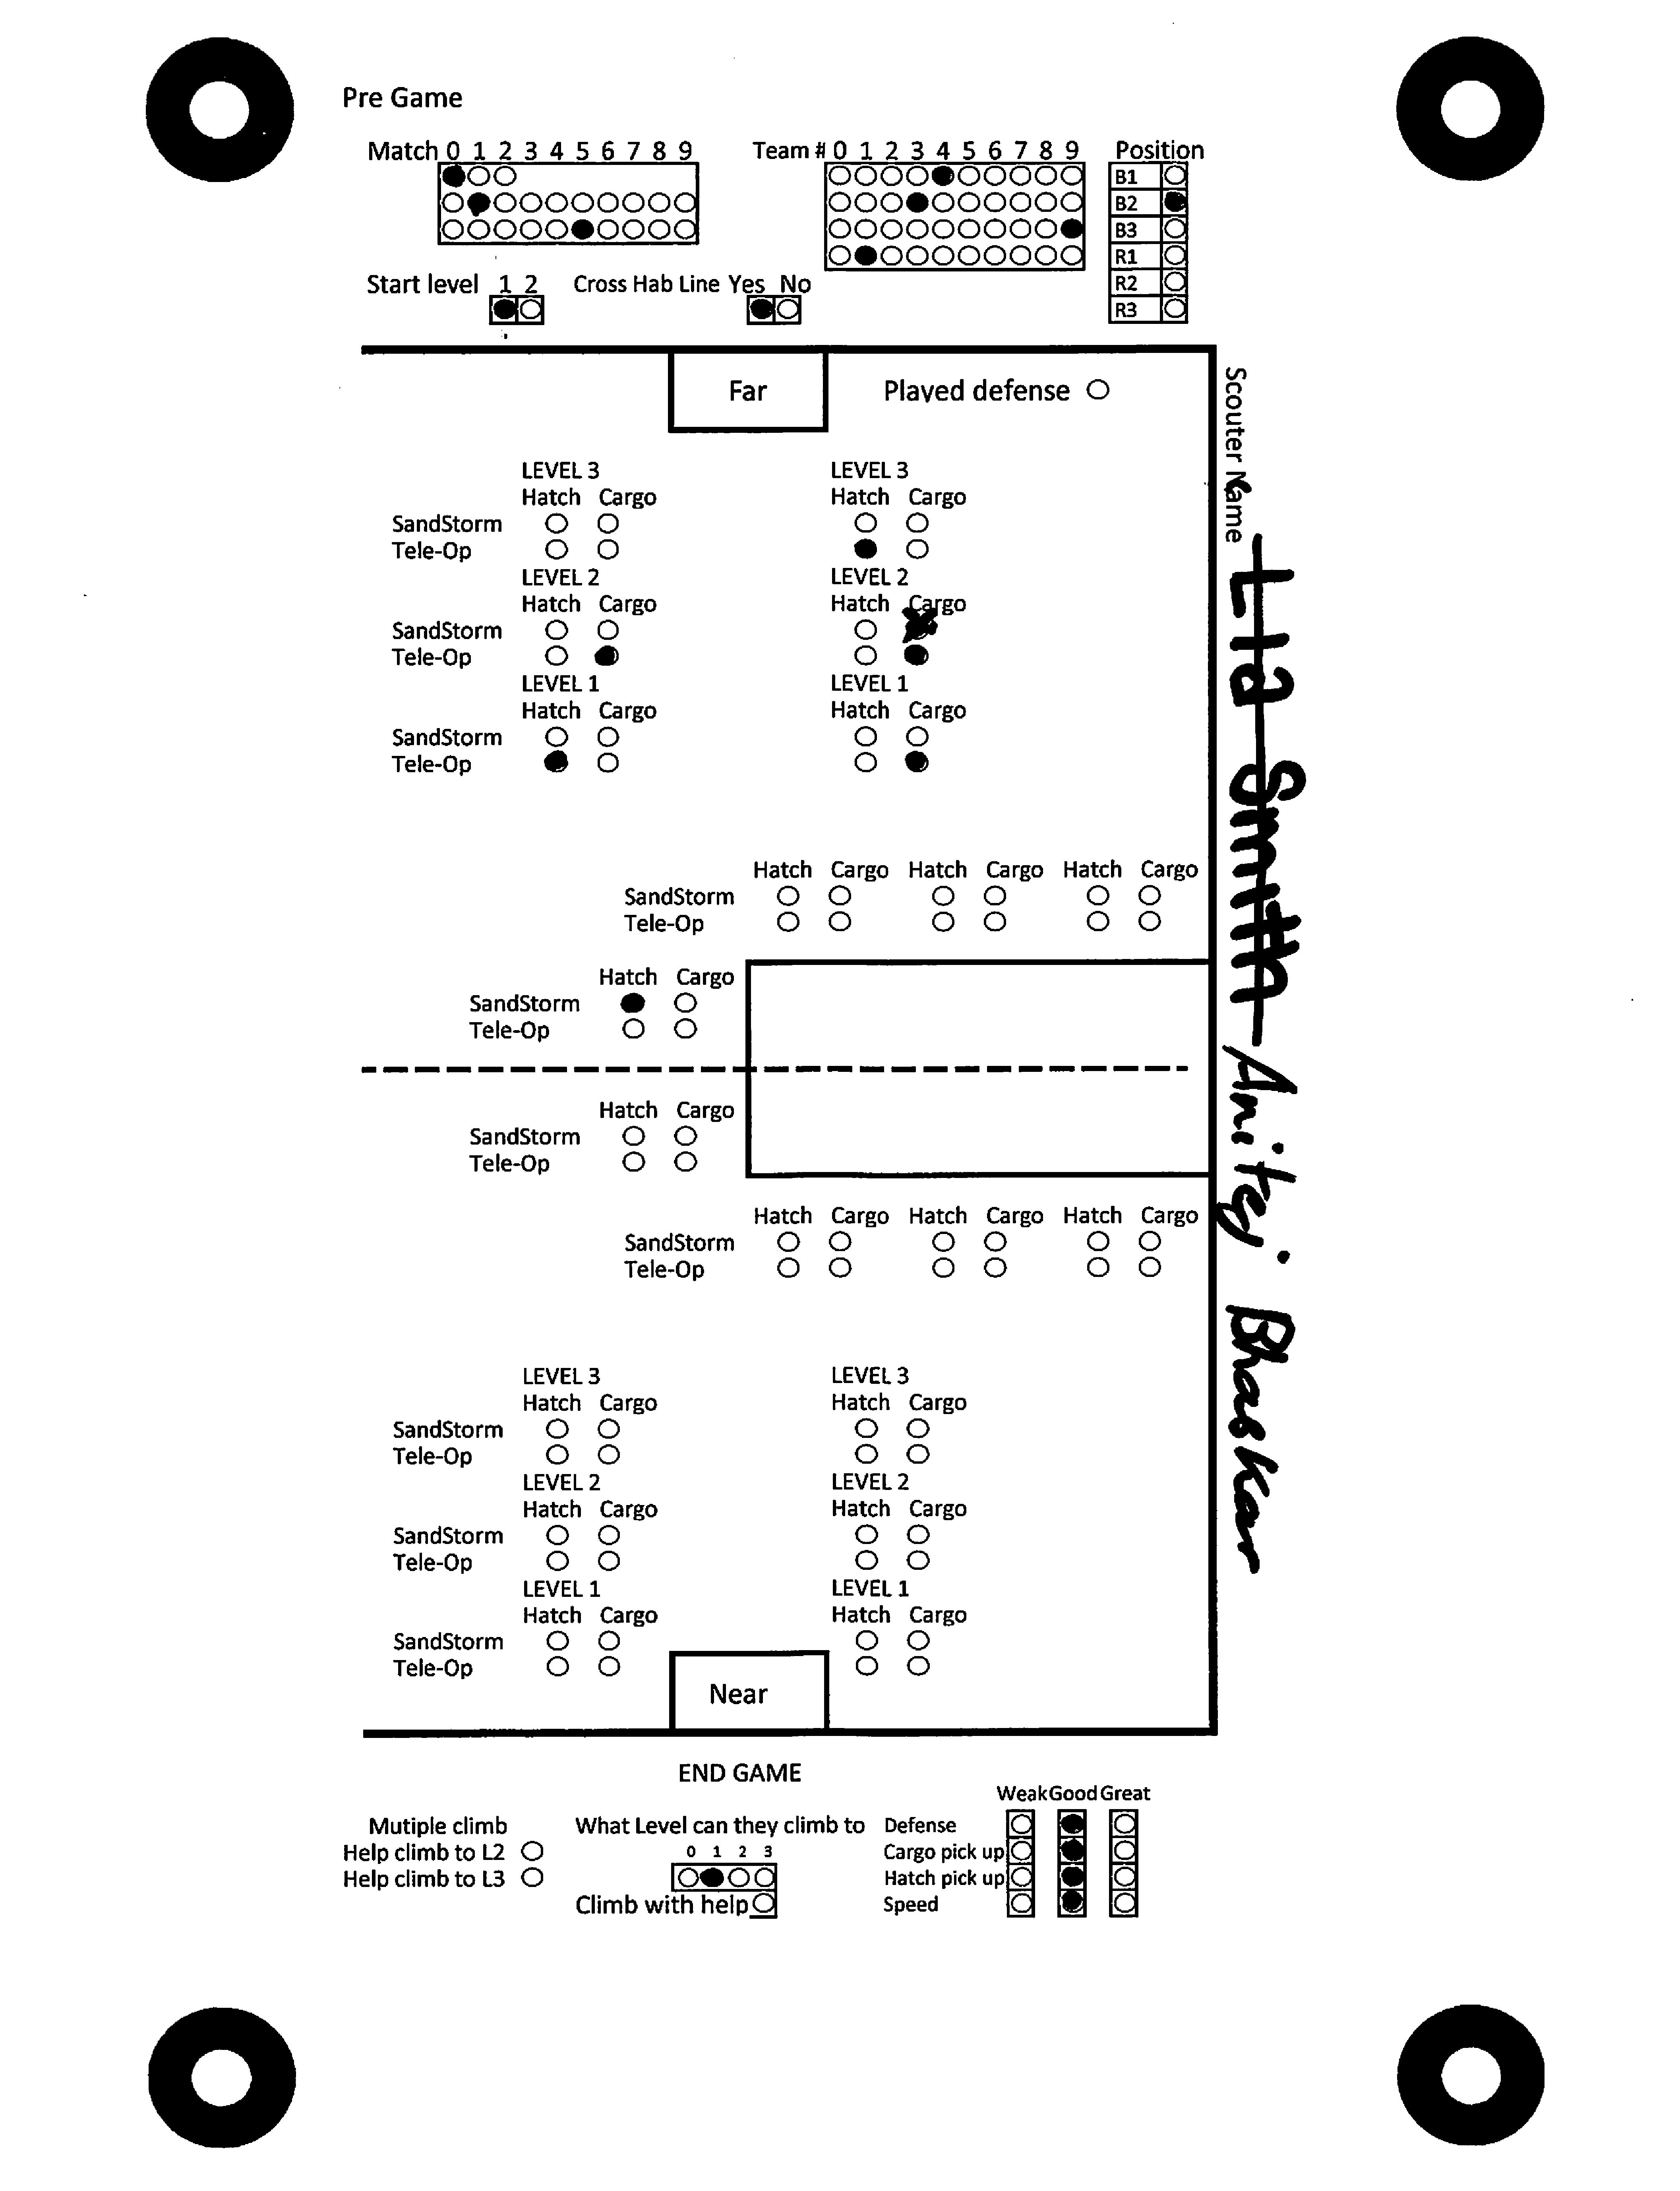 Pre Game
Match 0 1 2 3 4 5 6 7 8 9
Team # 0 1 2 3 4 5 6 7 8 9
Position
B1
B2
B3
R1
R2
R3
Start level 1 2
Cross Hab Line Yes No
Far
Played defense
Scouter Name
Anitej Bhaskar
LEVEL 3 LEVEL 3
Hatch Cargo Hatch Cargo
SandStorm
Tele-Op
LEVEL 2 LEVEL 2
Hatch Cargo Hatch Cargo
SandStorm
Tele-Op
LEVEL 1 LEVEL 1
Hatch Cargo Hatch Cargo
SandStorm
Tele-Op
Hatch Cargo Hatch Cargo Hatch Cargo
SandStorm
Tele-Op
Hatch Cargo
SandStorm
Tele-Op
Hatch Cargo
SandStorm
Tele-Op
Hatch Cargo Hatch Cargo Hatch Cargo
SandStorm
Tele-Op
LEVEL 3 LEVEL 3
Hatch Cargo Hatch Cargo
SandStorm
Tele-Op
LEVEL 2 LEVEL 2
Hatch Cargo Hatch Cargo
SandStorm
Tele-Op
LEVEL 1 LEVEL 1
Hatch Cargo Hatch Cargo
SandStorm
Tele-Op
Near
END GAME
Mutiple climb
Help climb to L2
Help climb to L3
What Level can they climb to
0 1 2 3
Climb with help
Weak Good Great
Defense
Cargo pick up
Hatch pick up
Speed